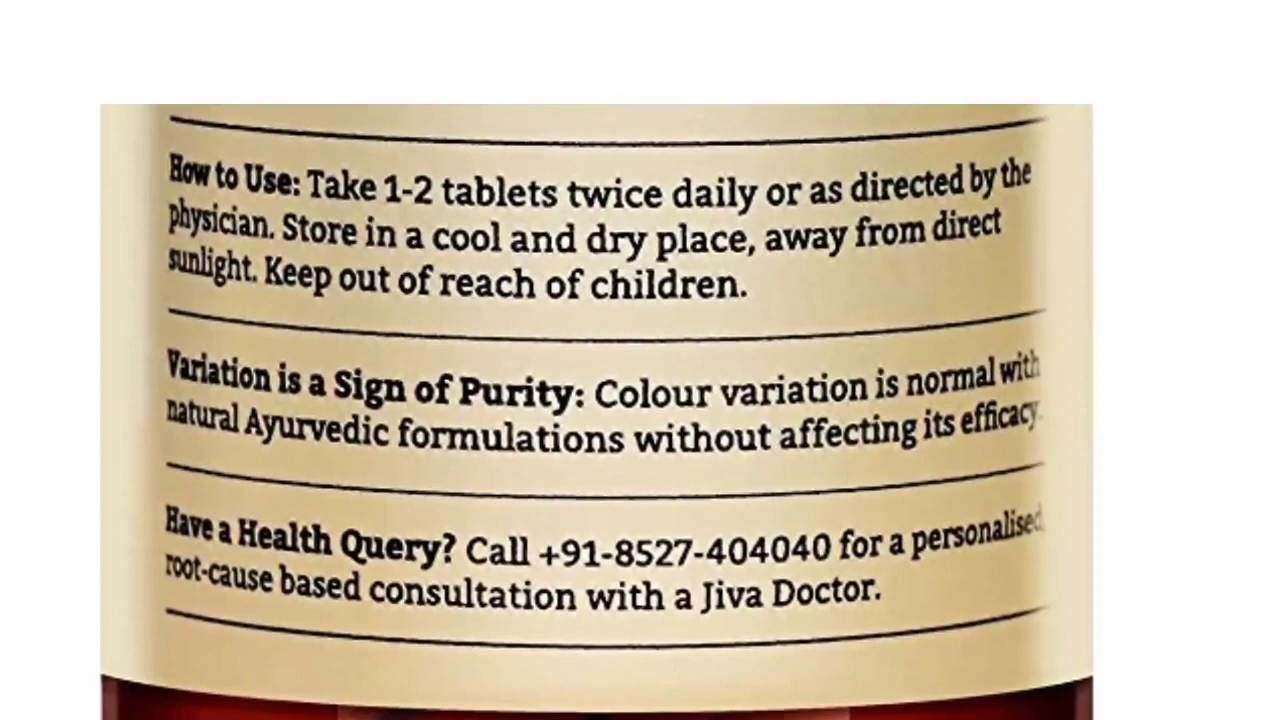 How to Use: Take 1-2 tablets twice daily or as directed by the
physician. Store in a cool and dry place, away from direct
sunlight. Keep out of reach of children.
Variation is a Sign of Purity: Colour variation is normal with
natural Ayurvedic formulations without affecting its efficacy.
Have a Health Query? Call +91-8527-404040 for a personalised
root-cause based consultation with a Jiva Doctor.